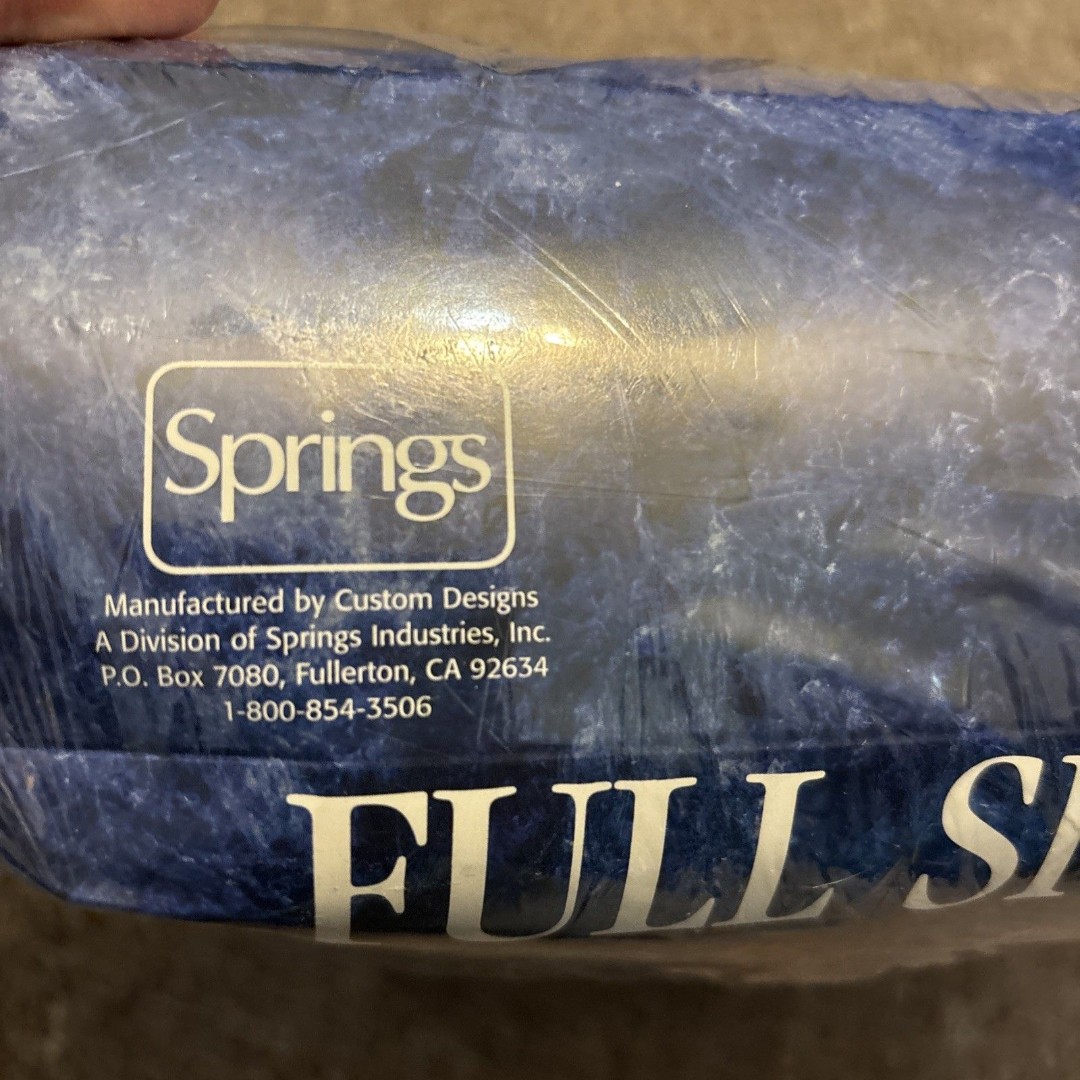 Springs
Manufactured by Custom Designs
A Division of Springs Industries, Inc.
P.O. Box 7080, Fullerton, CA 92634
1-800-854-3506
FULL